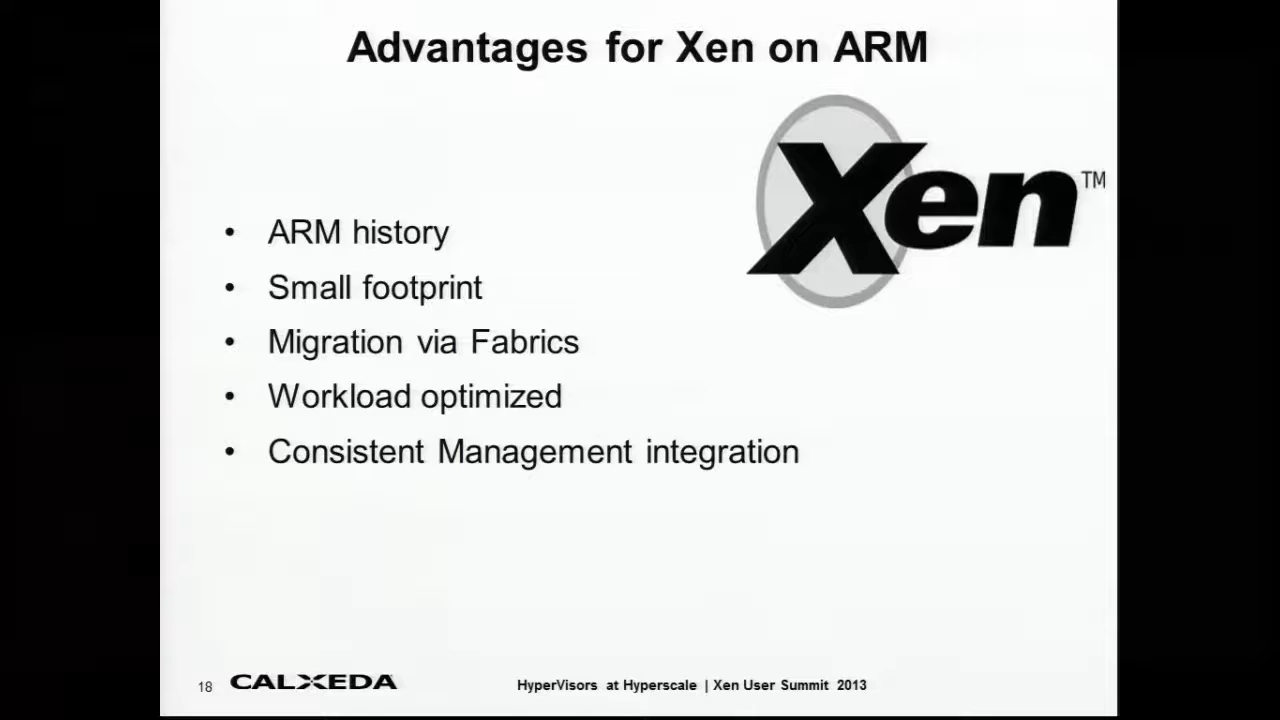 Advantages for Xen on ARM
Xen™
• ARM history
• Small footprint
• Migration via Fabrics
• Workload optimized
• Consistent Management integration
18 CALXEDA HyperVisors at Hyperscale | Xen User Summit 2013